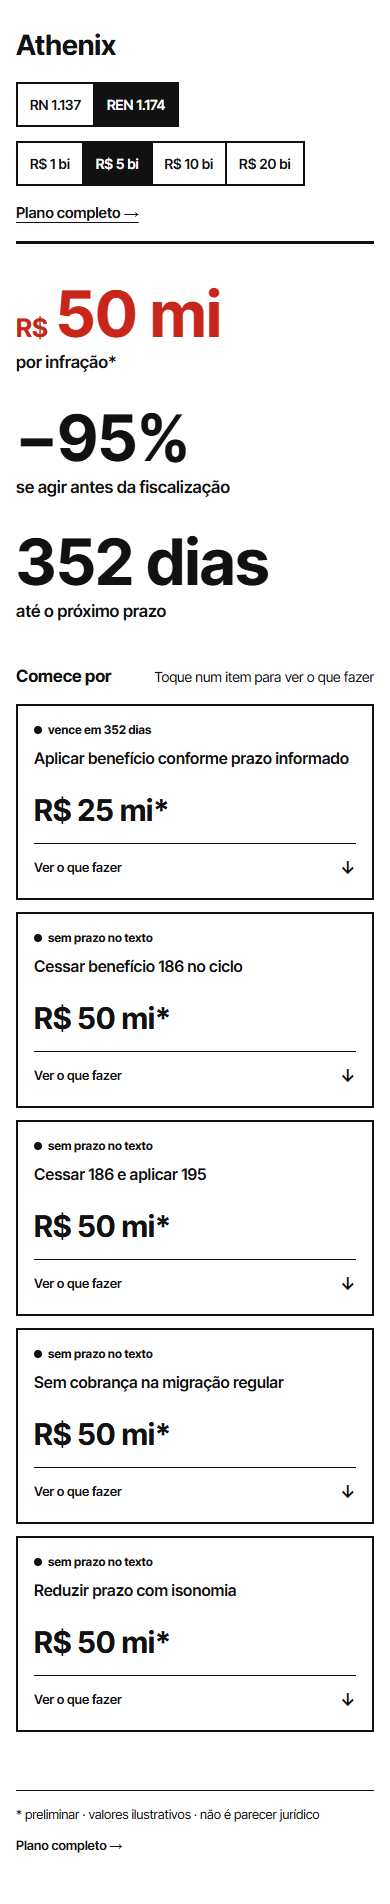 Athenix
RN 1.137 REN 1.174
R$ 1 bi R$ 5 bi R$ 10 bi R$ 20 bi
Plano completo →
R$ 50 mi
por infração*
−95%
se agir antes da fiscalização
352 dias
até o próximo prazo
Comece por Toque num item para ver o que fazer
● vence em 352 dias
Aplicar benefício conforme prazo informado
R$ 25 mi*
Ver o que fazer ↓
● sem prazo no texto
Cessar benefício 186 no ciclo
R$ 50 mi*
Ver o que fazer ↓
● sem prazo no texto
Cessar 186 e aplicar 195
R$ 50 mi*
Ver o que fazer ↓
● sem prazo no texto
Sem cobrança na migração regular
R$ 50 mi*
Ver o que fazer ↓
● sem prazo no texto
Reduzir prazo com isonomia
R$ 50 mi*
Ver o que fazer ↓
* preliminar · valores ilustrativos · não é parecer jurídico
Plano completo →